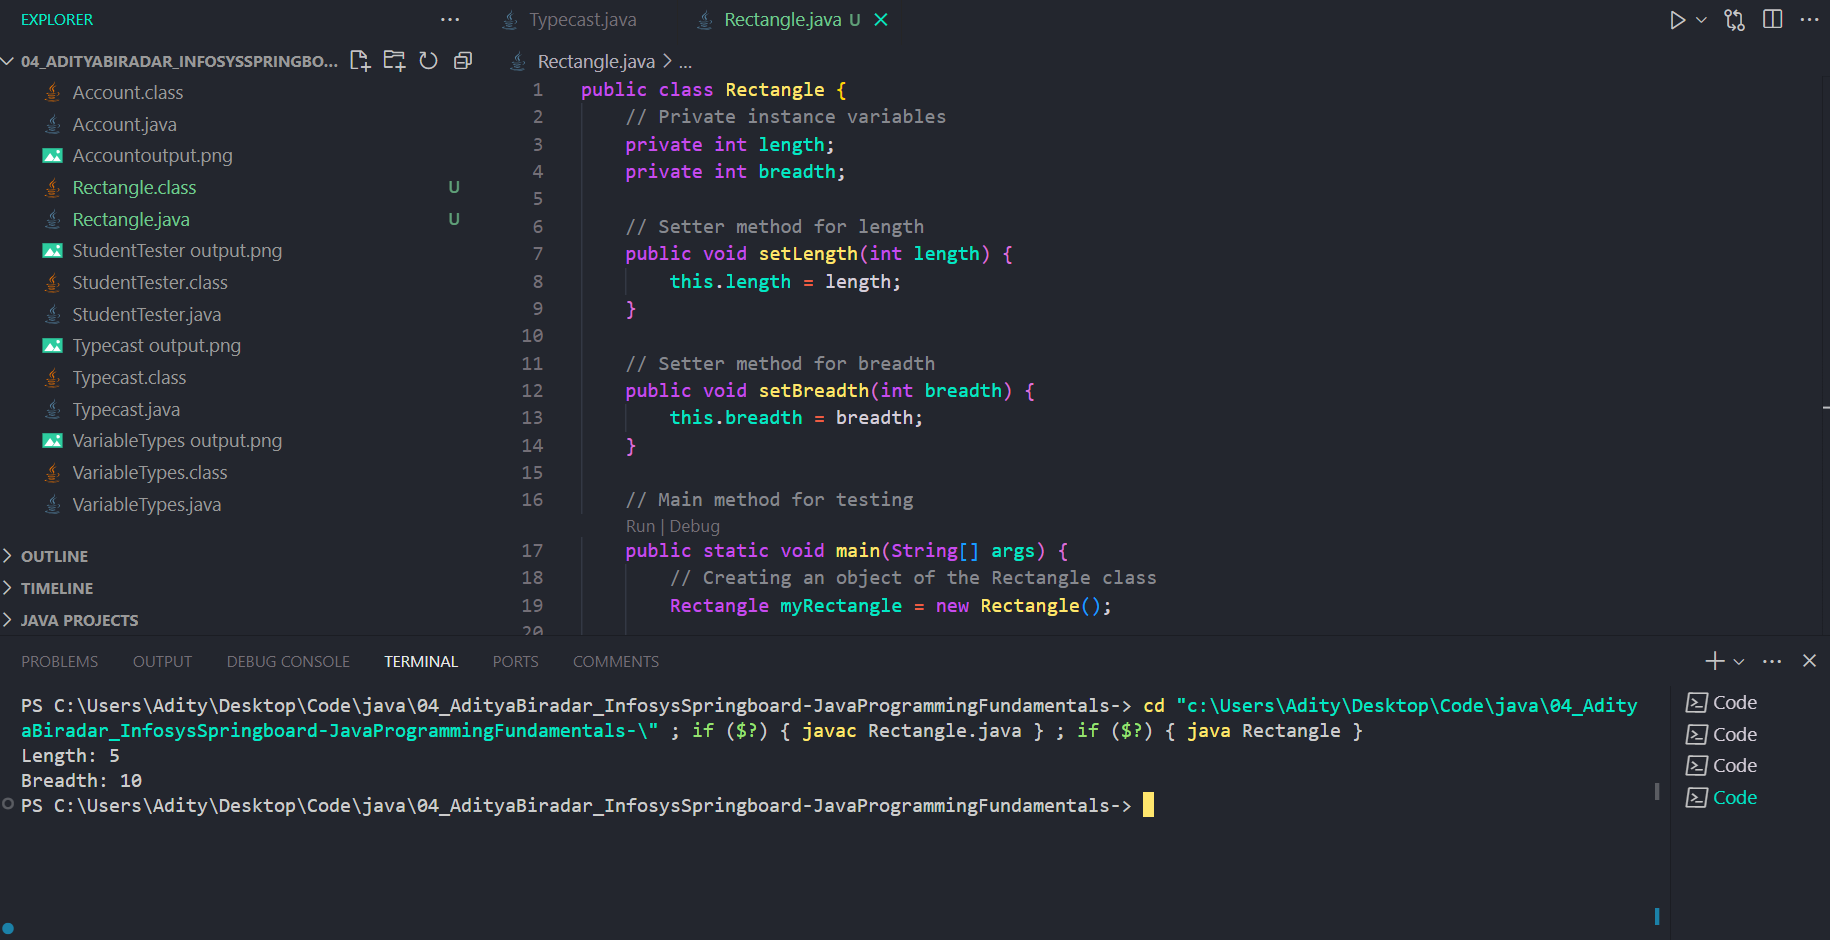 EXPLORER
04_ADITYABIRADAR_INFOSYSSPRINGBO...
Account.class
Account.java
Accountoutput.png
Rectangle.class U
Rectangle.java U
StudentTester output.png
StudentTester.class
StudentTester.java
Typecast output.png
Typecast.class
Typecast.java
VariableTypes output.png
VariableTypes.class
VariableTypes.java
OUTLINE
TIMELINE
JAVA PROJECTS
Typecast.java Rectangle.java U
Rectangle.java > ...
1 public class Rectangle {
2 // Private instance variables
3 private int length;
4 private int breadth;
5
6 // Setter method for length
7 public void setLength(int length) {
8 this.length = length;
9 }
10
11 // Setter method for breadth
12 public void setBreadth(int breadth) {
13 this.breadth = breadth;
14 }
15
16 // Main method for testing
Run | Debug
17 public static void main(String[] args) {
18 // Creating an object of the Rectangle class
19 Rectangle myRectangle = new Rectangle();
20
PROBLEMS OUTPUT DEBUG CONSOLE TERMINAL PORTS COMMENTS
PS C:\Users\Adity\Desktop\Code\java\04_AdityaBiradar_InfosysSpringboard-JavaProgrammingFundamentals-> cd "c:\Users\Adity\Desktop\Code\java\04_Adity
aBiradar_InfosysSpringboard-JavaProgrammingFundamentals-\" ; if ($?) { javac Rectangle.java } ; if ($?) { java Rectangle }
Length: 5
Breadth: 10
PS C:\Users\Adity\Desktop\Code\java\04_AdityaBiradar_InfosysSpringboard-JavaProgrammingFundamentals->
Code
Code
Code
Code